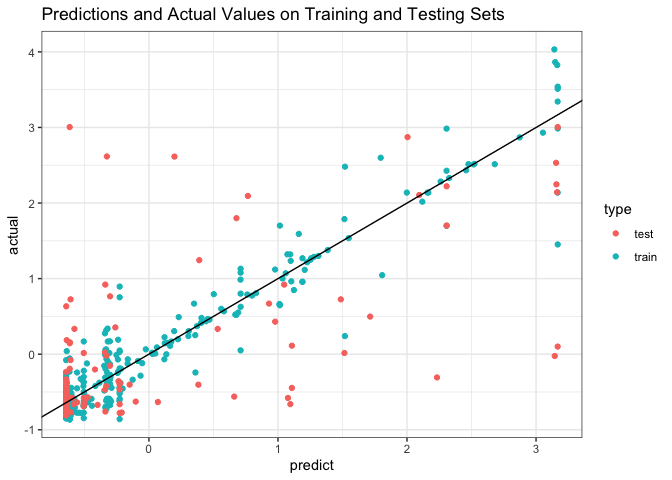 Predictions and Actual Values on Training and Testing Sets
4
3
2
1
0
-1
actual
0
1
2
3
predict
type
test
train